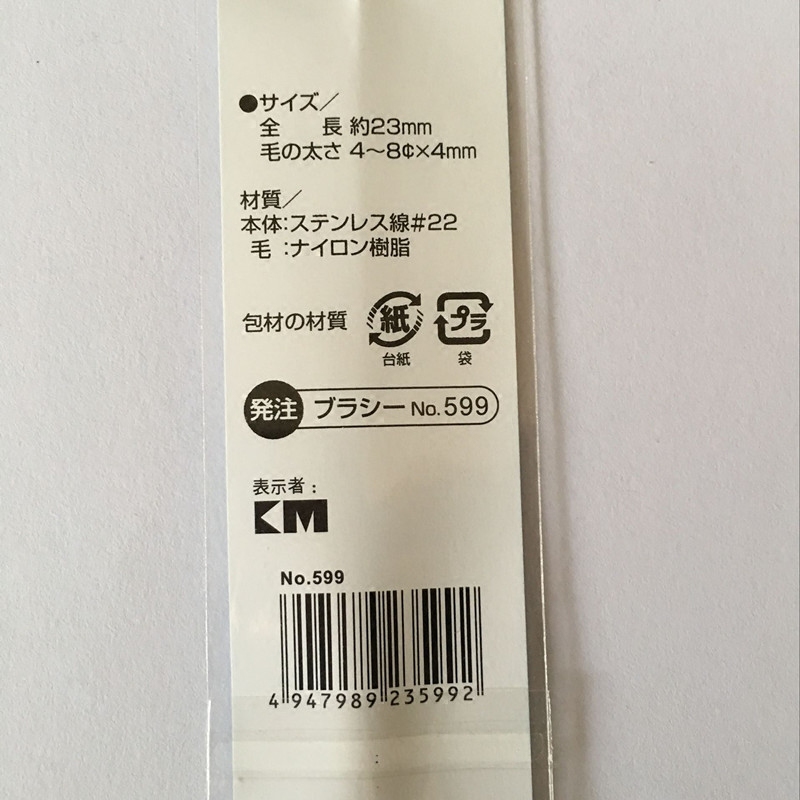 ●サイズ／
全 長 約23mm
毛の太さ 4～8¢×4mm
材質／
本体:ステンレス線#22
毛 :ナイロン樹脂
包材の材質 紙 プラ
台紙 袋
発注 ブラシー No.599
表示者：
KM
No.599
4 947989 235992